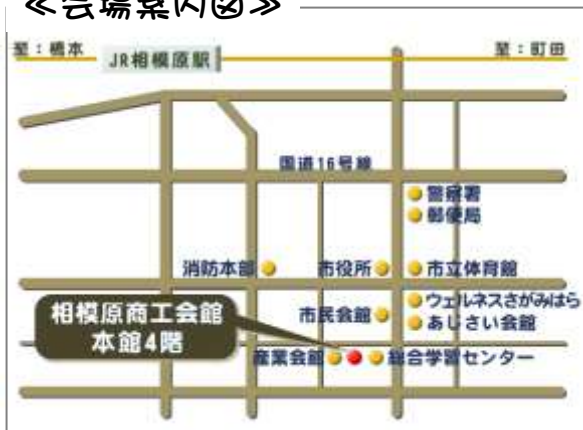 ≪会場案内図≫
至：橋本
JR相模原駅
至：町田
国道16号線
警察署
郵便局
消防本部
市役所
市立体育館
ウェルネスさがみはら
市民会館
あじさい会館
相模原商工会館
本館4階
産業会館
総合学習センター